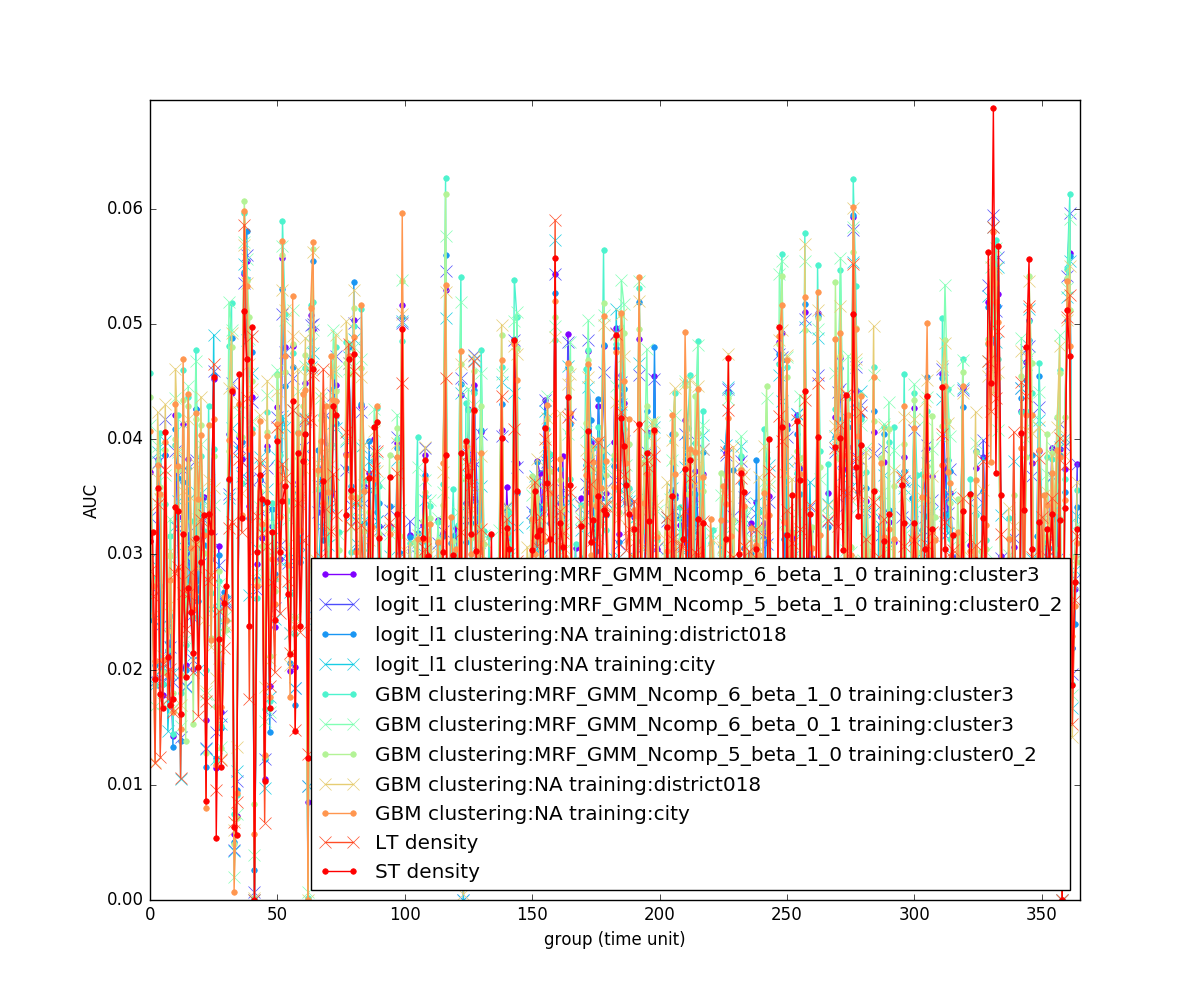 0.06
0.05
0.04
AUC
0.03
0.02
0.01
0.00
logit_l1 clustering:MRF_GMM_Ncomp_6_beta_1_0 training:cluster3
logit_l1 clustering:MRF_GMM_Ncomp_5_beta_1_0 training:cluster0_2
logit_l1 clustering:NA training:district018
logit_l1 clustering:NA training:city
GBM clustering:MRF_GMM_Ncomp_6_beta_1_0 training:cluster3
GBM clustering:MRF_GMM_Ncomp_6_beta_0_1 training:cluster3
GBM clustering:MRF_GMM_Ncomp_5_beta_1_0 training:cluster0_2
GBM clustering:NA training:district018
GBM clustering:NA training:city
LT density
ST density
0 50 100 150 200 250 300 350
group (time unit)